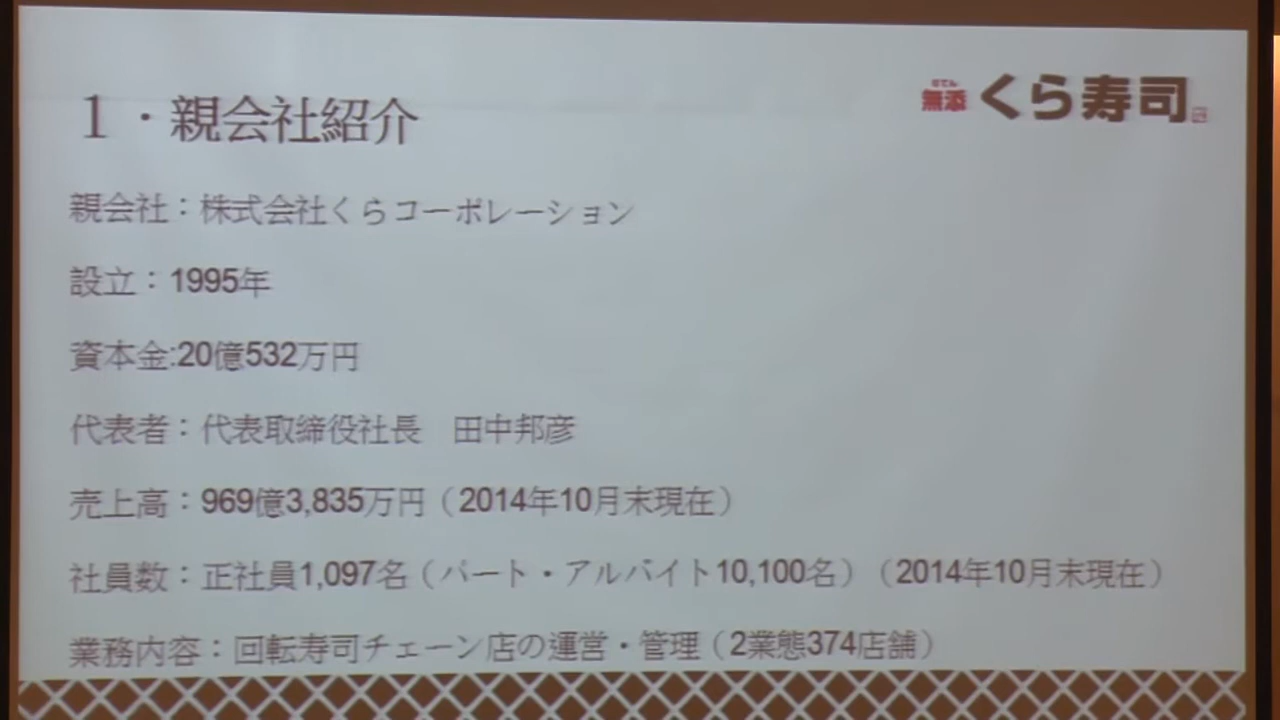 むてん
無添 くら寿司
1・親会社紹介
親会社：株式会社くらコーポレーション
設立：1995年
資本金:20億532万円
代表者：代表取締役社長　田中邦彦
売上高：969億3,835万円（2014年10月末現在）
社員数：正社員1,097名（パート・アルバイト10,100名）（2014年10月末現在）
業務内容：回転寿司チェーン店の運営・管理（2業態374店舗）